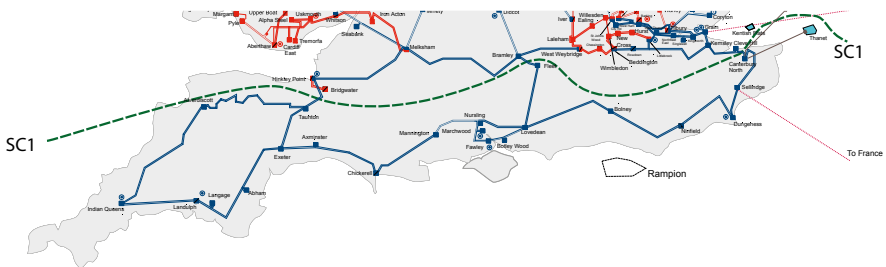 Margam
Pyle
Upper Boat
Alpha Steel
Uskmouth
Whitson
Iron Acton
Seabank
Aberthaw
Cardiff
East
Tremorfa
Melksham
Bramley
Didcot
Fleet
West Weybridge
Laleham
Iver
Ealing
Willesden
Hurst
New
Cross
Wimbledon
Beddington
Grain
Coryton
Kemsley
Cleve Hill
Kentish Flats
Thanet
Canterbury
North
Sellindge
Dungeness
Ninfield
Bolney
Lovedean
Botley Wood
Fawley
Marchwood
Nursling
Mannington
Chickerell
Axminster
Exeter
Taunton
Hinkley Point
Bridgwater
Alverdiscott
Indian Queens
Landulph
Langage
Abham
Rampion
To France
SC1
SC1